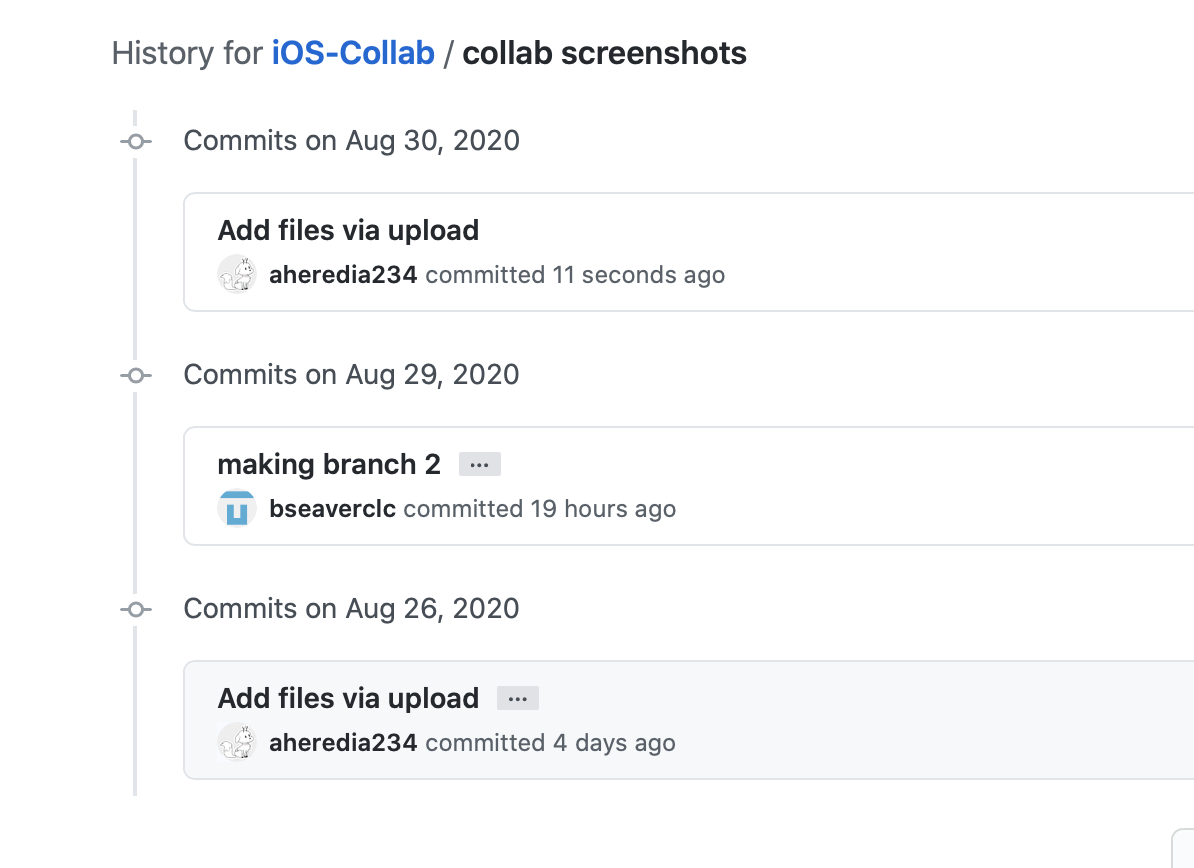 History for iOS-Collab / collab screenshots
Commits on Aug 30, 2020
Add files via upload
aheredia234 committed 11 seconds ago
Commits on Aug 29, 2020
making branch 2 …
bseaverclc committed 19 hours ago
Commits on Aug 26, 2020
Add files via upload …
aheredia234 committed 4 days ago